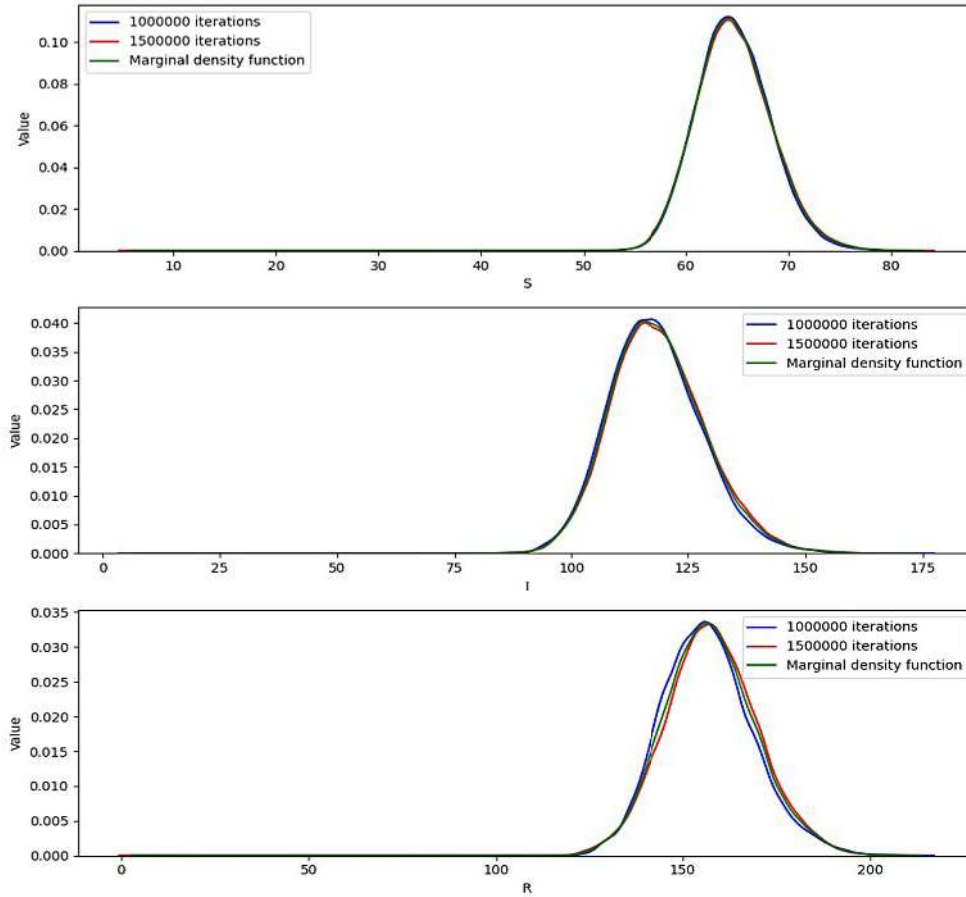 1000000 iterations
1500000 iterations
Marginal density function
Value
0.10
0.08
0.06
0.04
0.02
0.00
10 20 30 40 50 60 70 80
S
1000000 iterations
1500000 iterations
Marginal density function
Value
0.040
0.035
0.030
0.025
0.020
0.015
0.010
0.005
0.000
0 25 50 75 100 125 150 175
I
1000000 iterations
1500000 iterations
Marginal density function
Value
0.035
0.030
0.025
0.020
0.015
0.010
0.005
0.000
0 50 100 150 200
R